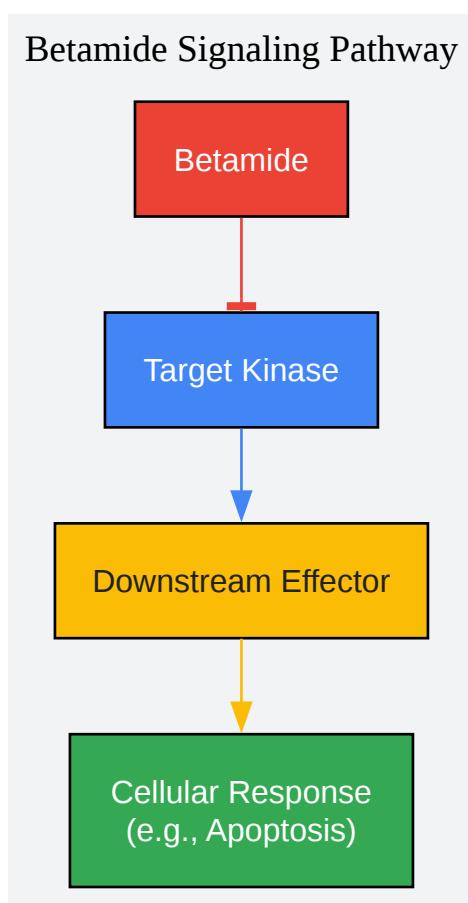 Betamide Signaling Pathway
Betamide
Target Kinase
Downstream Effector
Cellular Response
(e.g., Apoptosis)